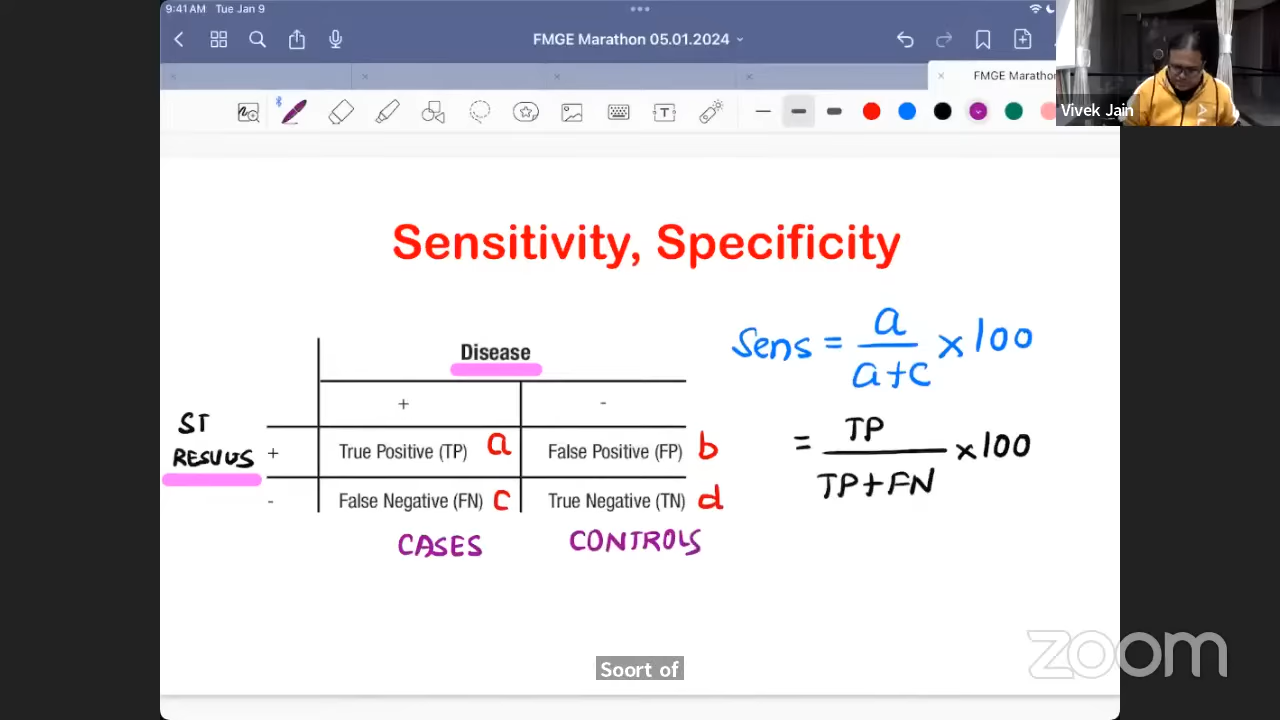 9:41 AM Tue Jan 9
FMGE Marathon 05.01.2024
FMGE Marathon
T
Vivek Jain
Sensitivity, Specificity
Disease
+ -
ST
RESULTS
+ True Positive (TP) a False Positive (FP) b
- False Negative (FN) c True Negative (TN) d
CASES CONTROLS
Sens = a / a+c × 100
= TP / TP+FN × 100
Soort of
zoom